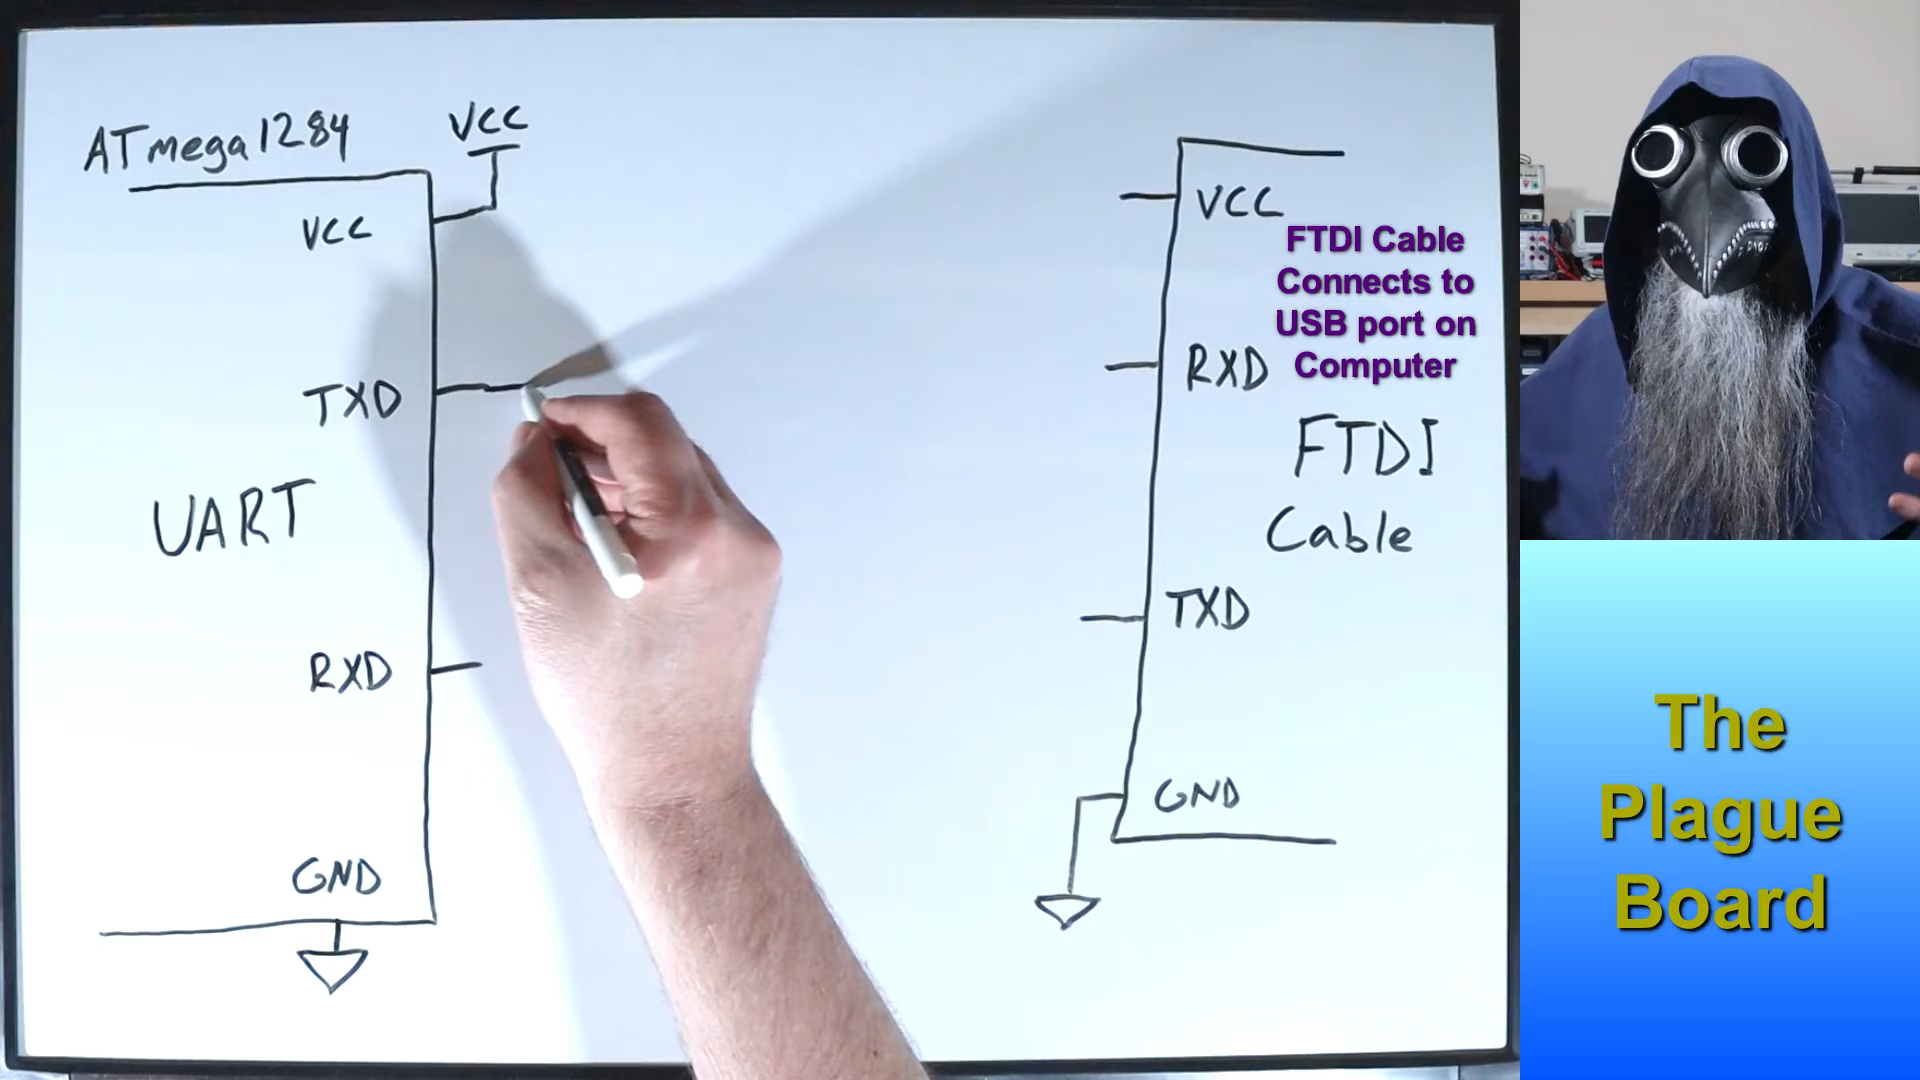 ATmega1284
VCC
VCC
TXD
UART
RXD
GND
VCC
FTDI Cable
Connects to
USB port on
Computer
RXD
FTDI
Cable
TXD
GND
The
Plague
Board